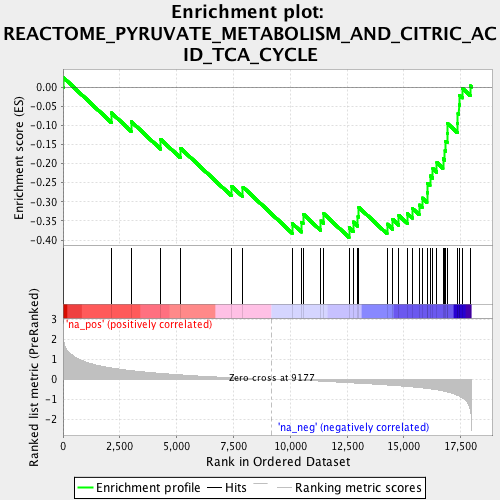 Enrichment plot:
REACTOME_PYRUVATE_METABOLISM_AND_CITRIC_AC
ID_TCA_CYCLE
Enrichment score (ES)
0.00
-0.05
-0.10
-0.15
-0.20
-0.25
-0.30
-0.35
-0.40
'na_pos' (positively correlated)
Ranked list metric (PreRanked)
3
2
1
0
-1
-2
Zero cross at 9177
'na_neg' (negatively correlated)
0
2,500
5,000
7,500
10,000
12,500
15,000
17,500
Rank in Ordered Dataset
Enrichment profile
Hits
Ranking metric scores